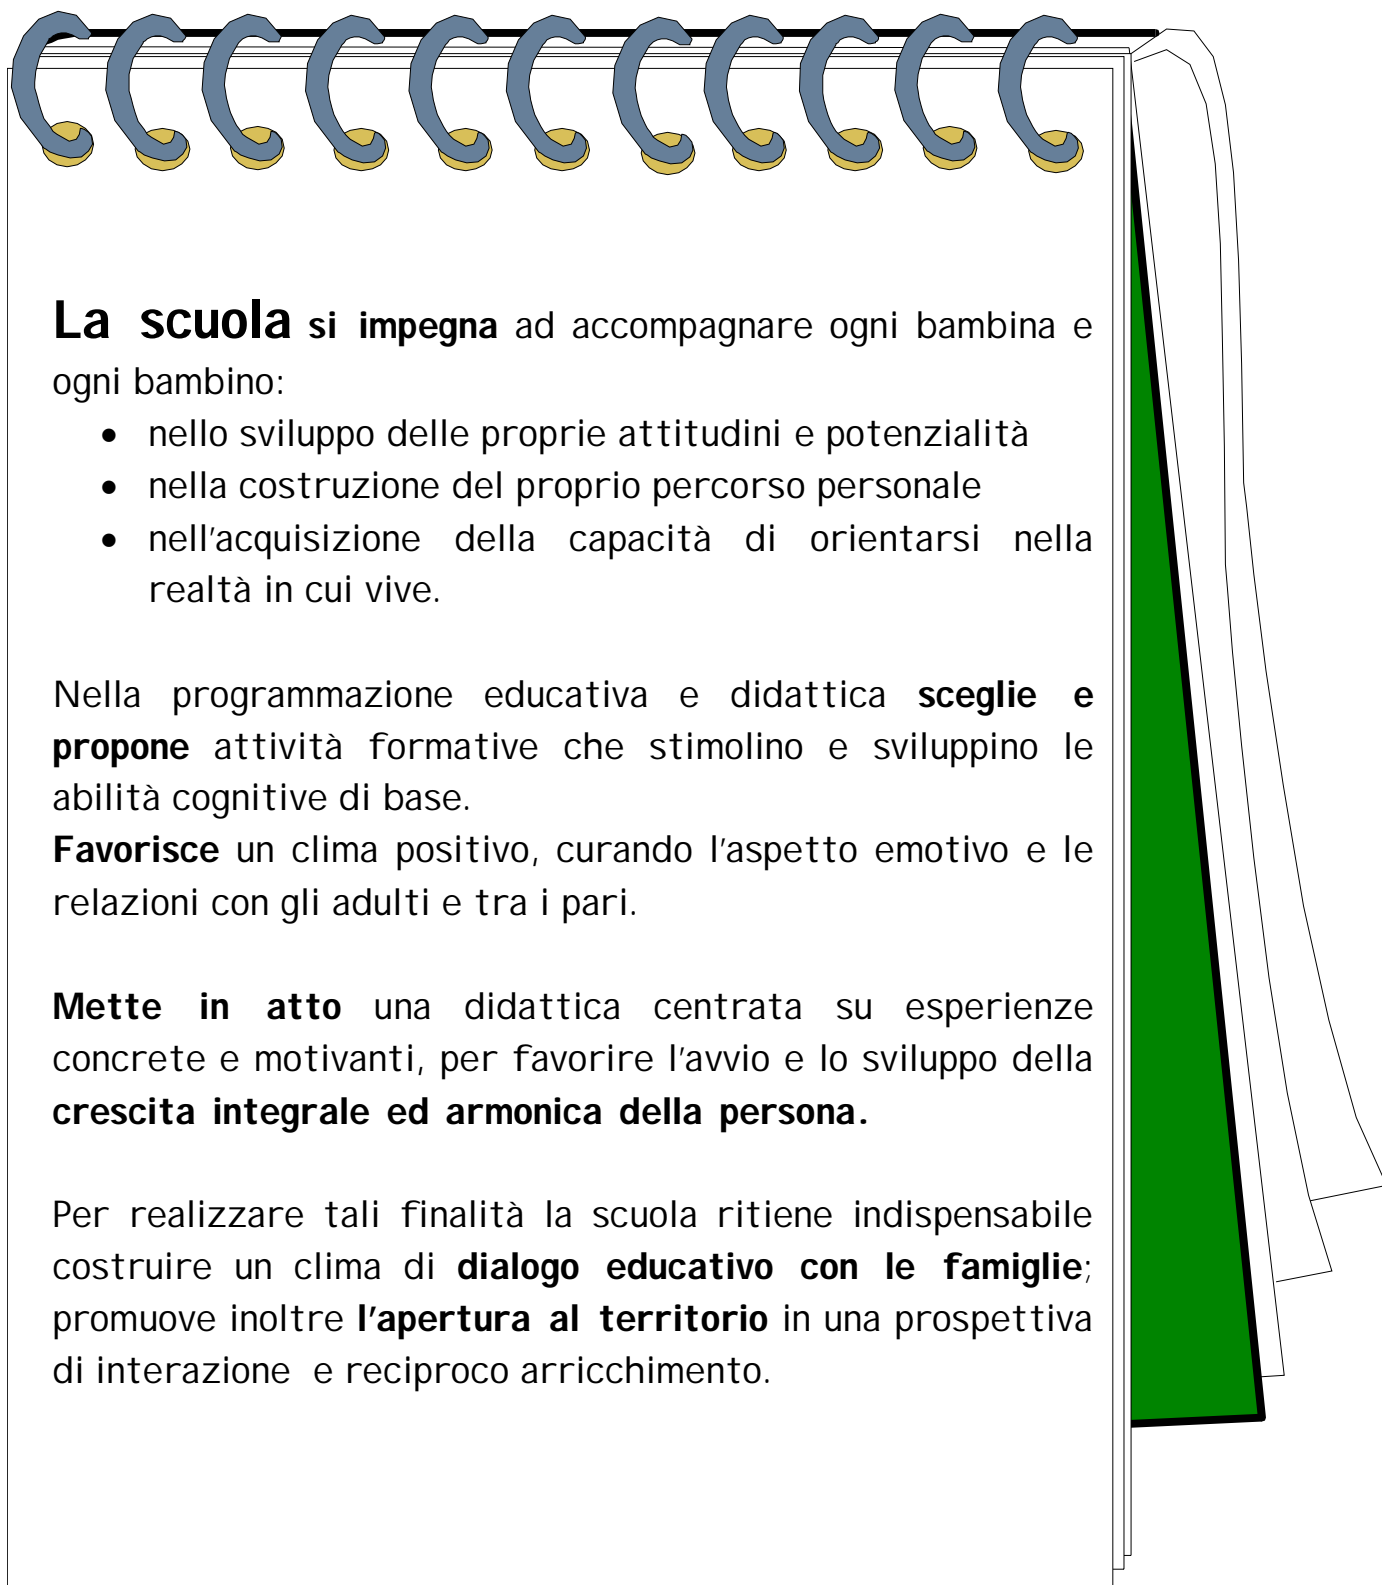 La scuola si impegna ad accompagnare ogni bambina e
ogni bambino:
• nello sviluppo delle proprie attitudini e potenzialità
• nella costruzione del proprio percorso personale
• nell'acquisizione della capacità di orientarsi nella
realtà in cui vive.
Nella programmazione educativa e didattica sceglie e
propone attività formative che stimolino e sviluppino le
abilità cognitive di base.
Favorisce un clima positivo, curando l'aspetto emotivo e le
relazioni con gli adulti e tra i pari.
Mette in atto una didattica centrata su esperienze
concrete e motivanti, per favorire l'avvio e lo sviluppo della
crescita integrale ed armonica della persona.
Per realizzare tali finalità la scuola ritiene indispensabile
costruire un clima di dialogo educativo con le famiglie;
promuove inoltre l'apertura al territorio in una prospettiva
di interazione e reciproco arricchimento.